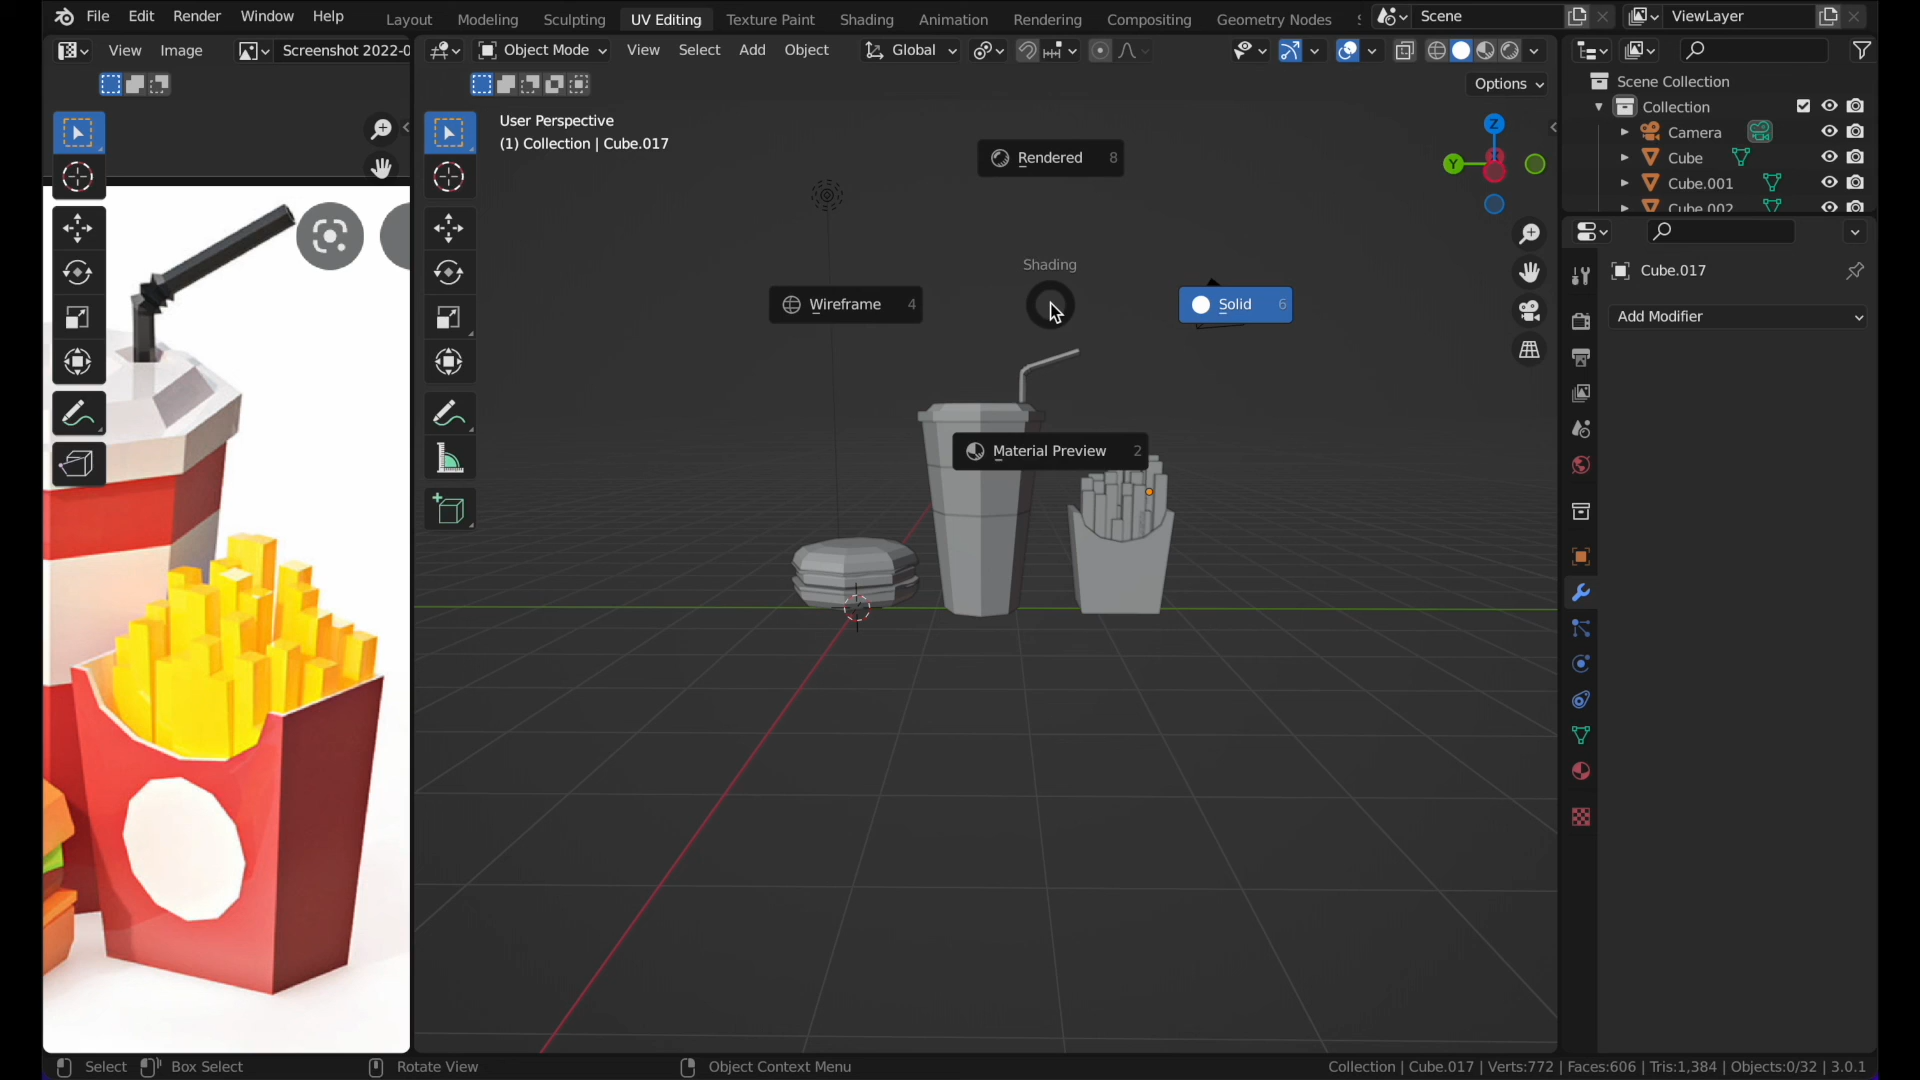 File Edit Render Window Help Layout Modeling Sculpting UV Editing Texture Paint Shading Animation Rendering Compositing Geometry Nodes Scene ViewLayer
View Image Screenshot 2022-0 Object Mode View Select Add Object Global
Options
Scene Collection
Collection
Camera
Cube
Cube.001
Cube.002
User Perspective
(1) Collection | Cube.017
X
Y
Z
Rendered 8
Shading
Wireframe 4
Solid 6
Material Preview 2
Cube.017
Add Modifier
Select Box Select Rotate View Object Context Menu Collection | Cube.017 | Verts:772 | Faces:606 | Tris:1,384 | Objects:0/32 | 3.0.1